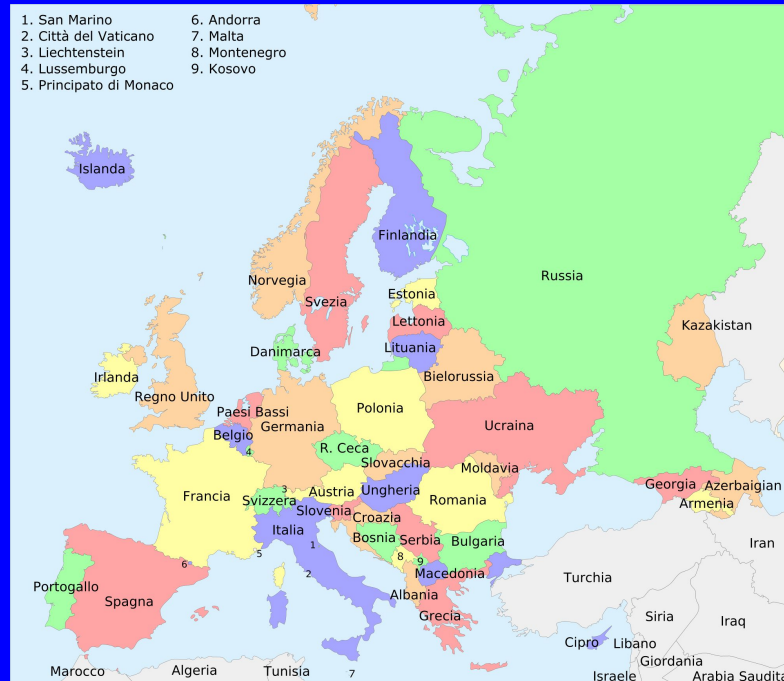 1. San Marino
2. Città del Vaticano
3. Liechtenstein
4. Lussemburgo
5. Principato di Monaco
6. Andorra
7. Malta
8. Montenegro
9. Kosovo
Islanda
Finlandia
Russia
Norvegia
Svezia
Estonia
Lettonia
Kazakistan
Danimarca
Lituania
Irlanda
Bielorussia
Regno Unito
Paesi Bassi
Polonia
Germania
Ucraina
Belgio
4
R. Ceca
Slovacchia
Moldavia
Francia
Svizzera
3
Austria
Ungheria
Romania
Georgia
Azerbaigian
Armenia
Slovenia
Croazia
Italia
1
Bosnia
Serbia
Bulgaria
Iran
5
8
9
6
2
Macedonia
Turchia
Portogallo
Spagna
Albania
Grecia
Siria
Iraq
Cipro
Libano
Giordania
Marocco
Algeria
Tunisia
7
Israele
Arabia Saudit